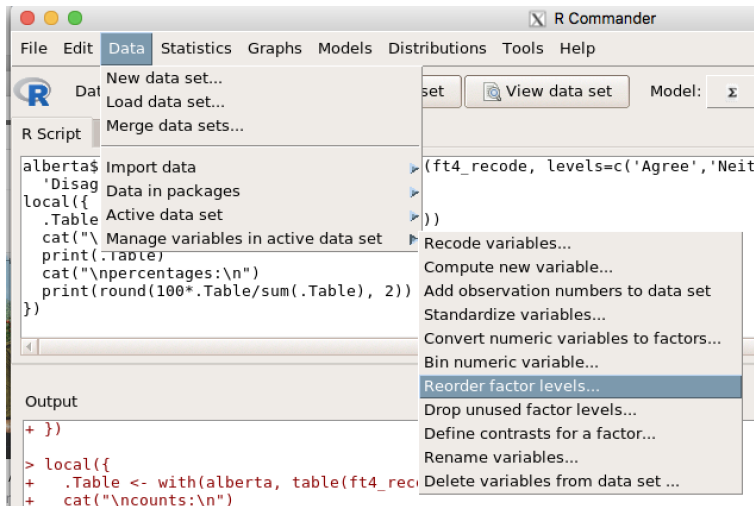 R Commander
File Edit Data Statistics Graphs Models Distributions Tools Help
R Dat set View data set Model: Σ
New data set...
Load data set...
Merge data sets...
Import data
Data in packages
Active data set
Manage variables in active data set
R Script
alberta$ (ft4_recode, levels=c('Agree','Neit
'Disag
local({
.Table ))
cat("\
print(.Table)
cat("\npercentages:\n")
print(round(100*.Table/sum(.Table), 2))
})
Recode variables...
Compute new variable...
Add observation numbers to data set
Standardize variables...
Convert numeric variables to factors...
Bin numeric variable...
Reorder factor levels...
Drop unused factor levels...
Define contrasts for a factor...
Rename variables...
Delete variables from data set ...
Output
+ })
> local({
+ .Table <- with(alberta, table(ft4_reco
+ cat("\ncounts:\n")